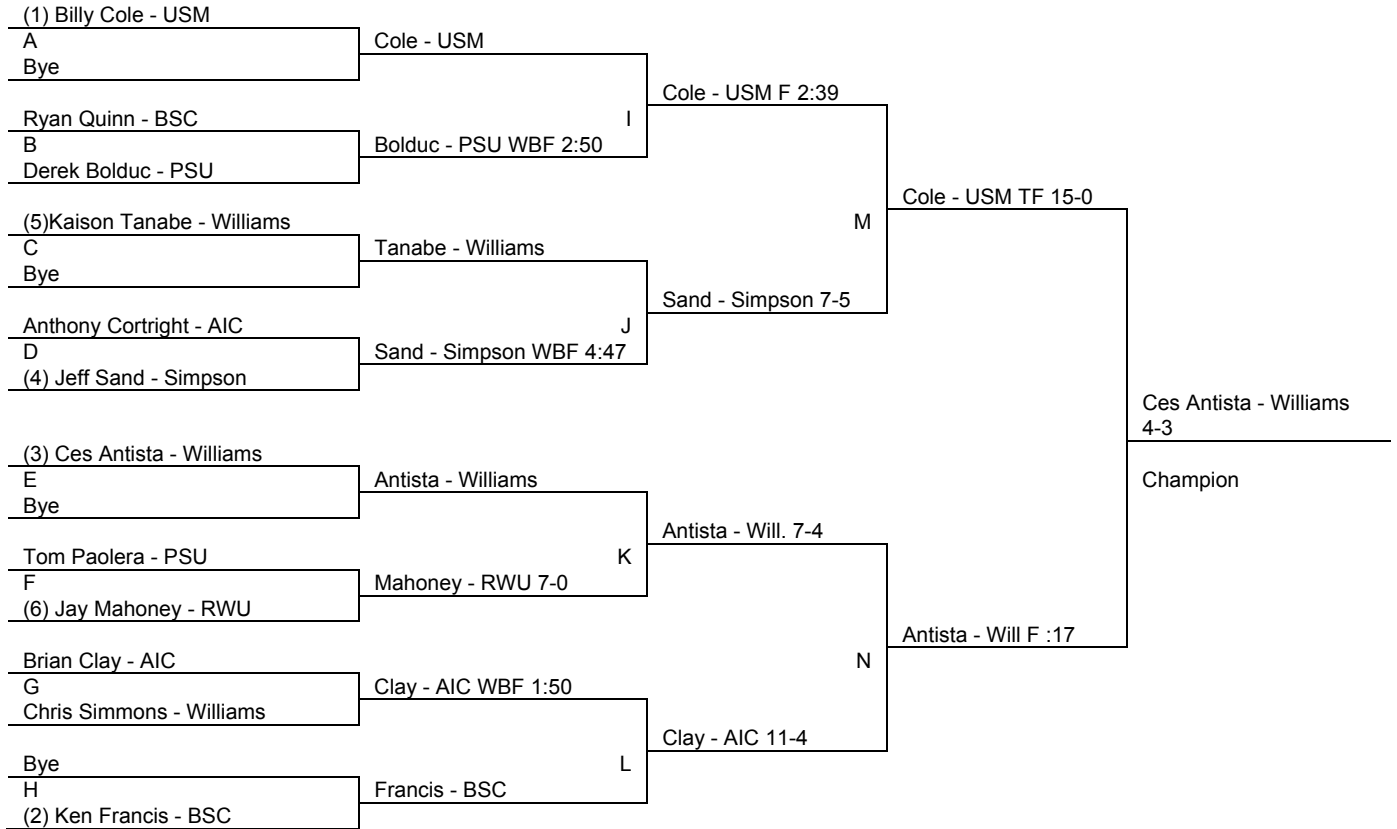 (1) Billy Cole - USM
A
Cole - USM
Bye
Cole - USM F 2:39
Ryan Quinn - BSC
I
B
Bolduc - PSU WBF 2:50
Derek Bolduc - PSU
Cole - USM TF 15-0
(5)Kaison Tanabe - Williams
M
C
Tanabe - Williams
Bye
Sand - Simpson 7-5
Anthony Cortright - AIC
J
D
Sand - Simpson WBF 4:47
(4) Jeff Sand - Simpson
Ces Antista - Williams
4-3
(3) Ces Antista - Williams
E
Antista - Williams
Champion
Bye
Antista - Will. 7-4
Tom Paolera - PSU
K
F
Mahoney - RWU 7-0
(6) Jay Mahoney - RWU
Antista - Will F :17
Brian Clay - AIC
N
G
Clay - AIC WBF 1:50
Chris Simmons - Williams
Clay - AIC 11-4
Bye
L
H
Francis - BSC
(2) Ken Francis - BSC